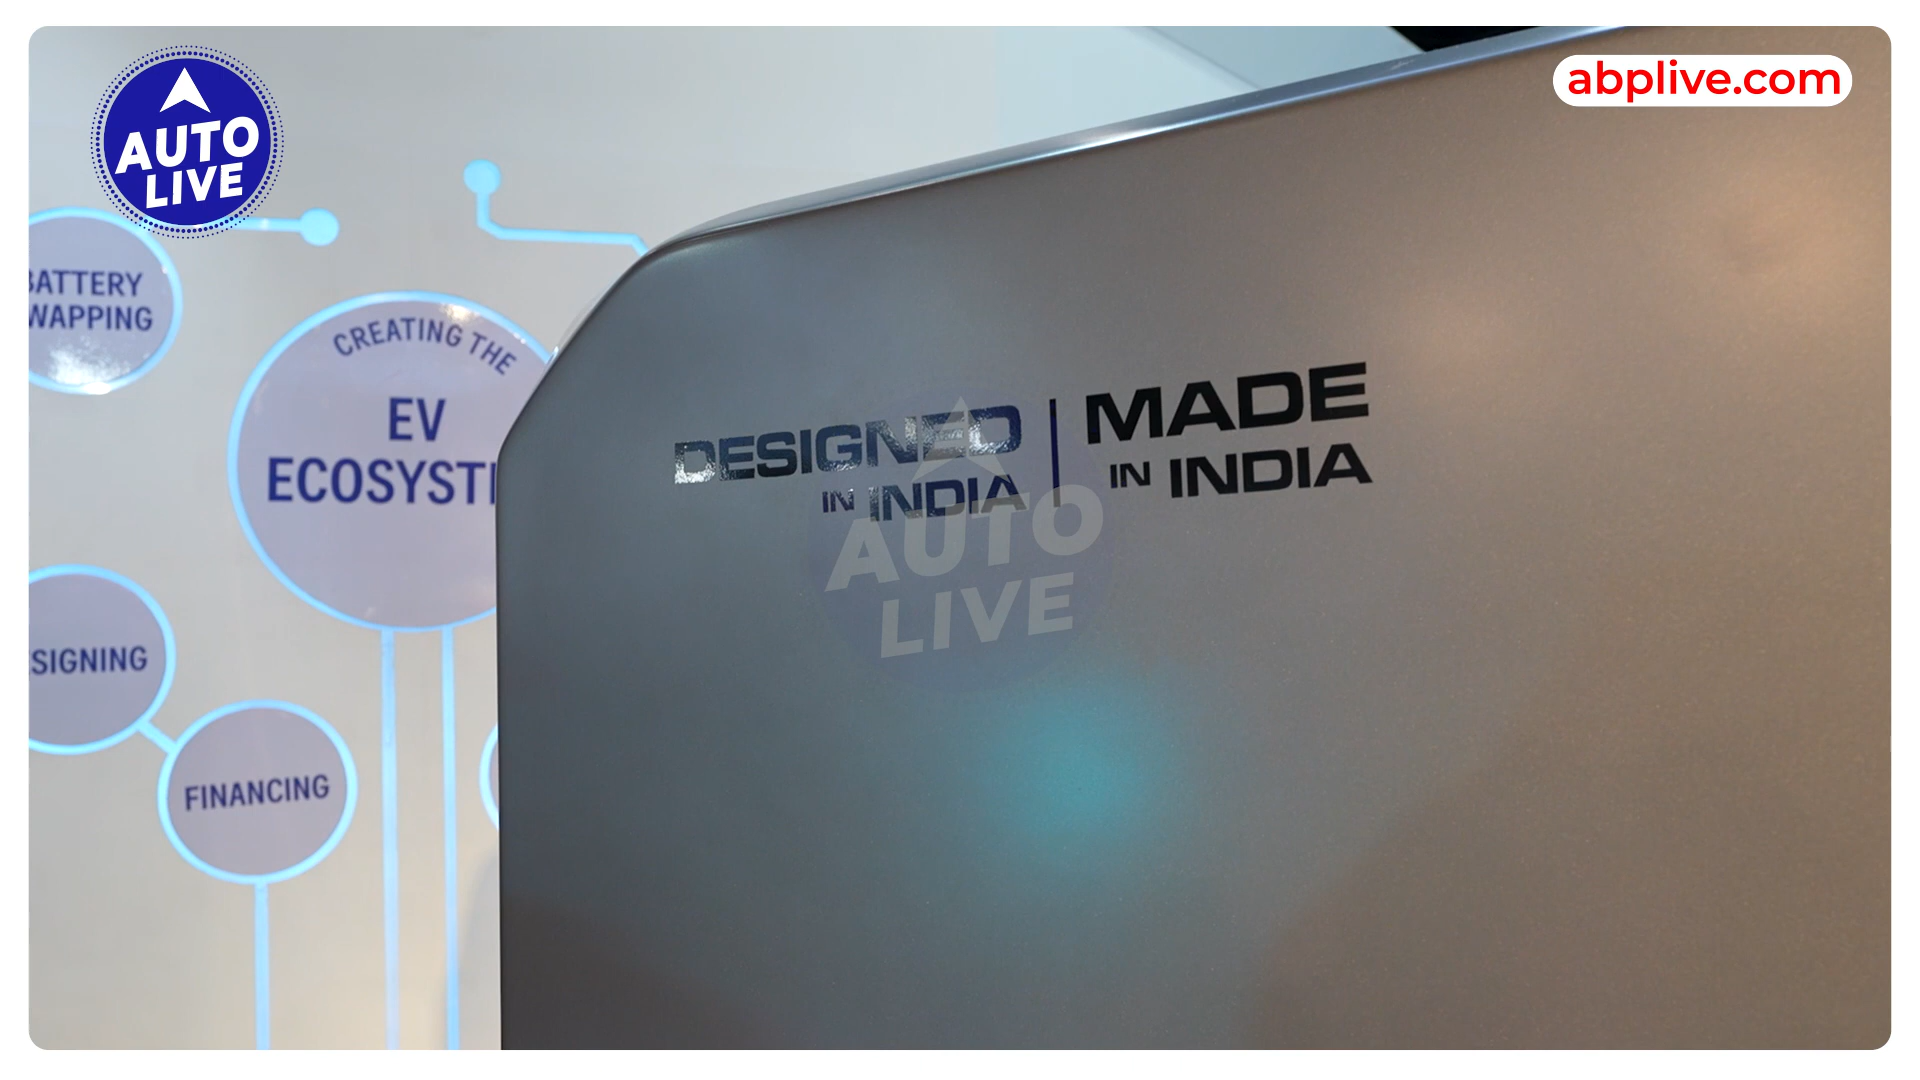 AUTO
LIVE
abplive.com
BATTERY
WAPPING
CREATING THE
EV
ECOSYST
SIGNING
FINANCING
DESIGNED
IN INDIA
MADE
IN INDIA
AUTO
LIVE